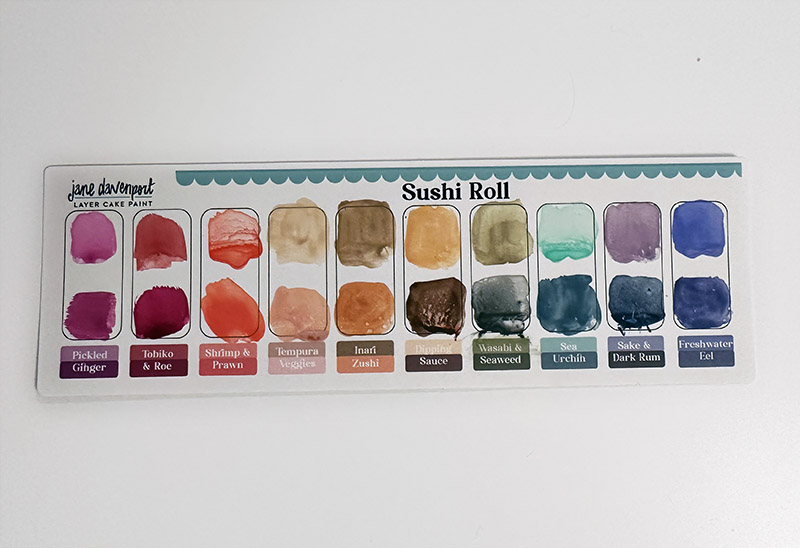 jane davenport
LAYER CAKE PAINT
Sushi Roll
Pickled
Ginger
Tobiko
& Roe
Shrimp &
Prawn
Tempura
Veggies
Inari
Zushi
Dipping
Sauce
Wasabi &
Seaweed
Sea
Urchin
Sake &
Dark Rum
Freshwater
Eel